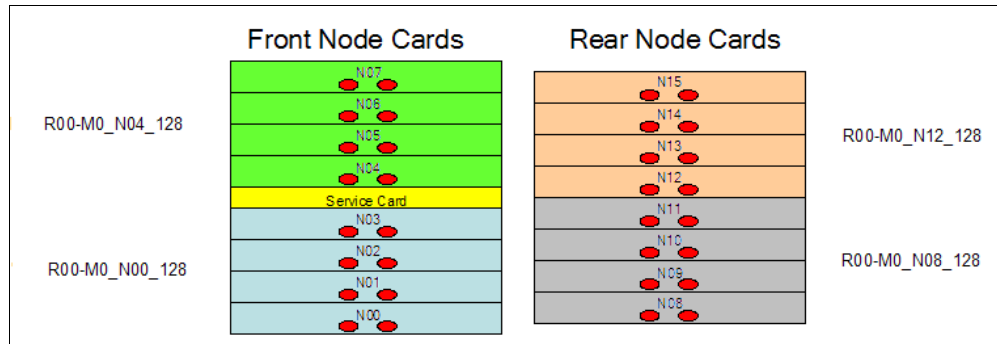 Front Node Cards
N07
N06
N05
N04
Service Card
N03
N02
N01
N00
R00-M0_N04_128
R00-M0_N00_128
Rear Node Cards
N15
N14
N13
N12
N11
N10
N09
N08
R00-M0_N12_128
R00-M0_N08_128